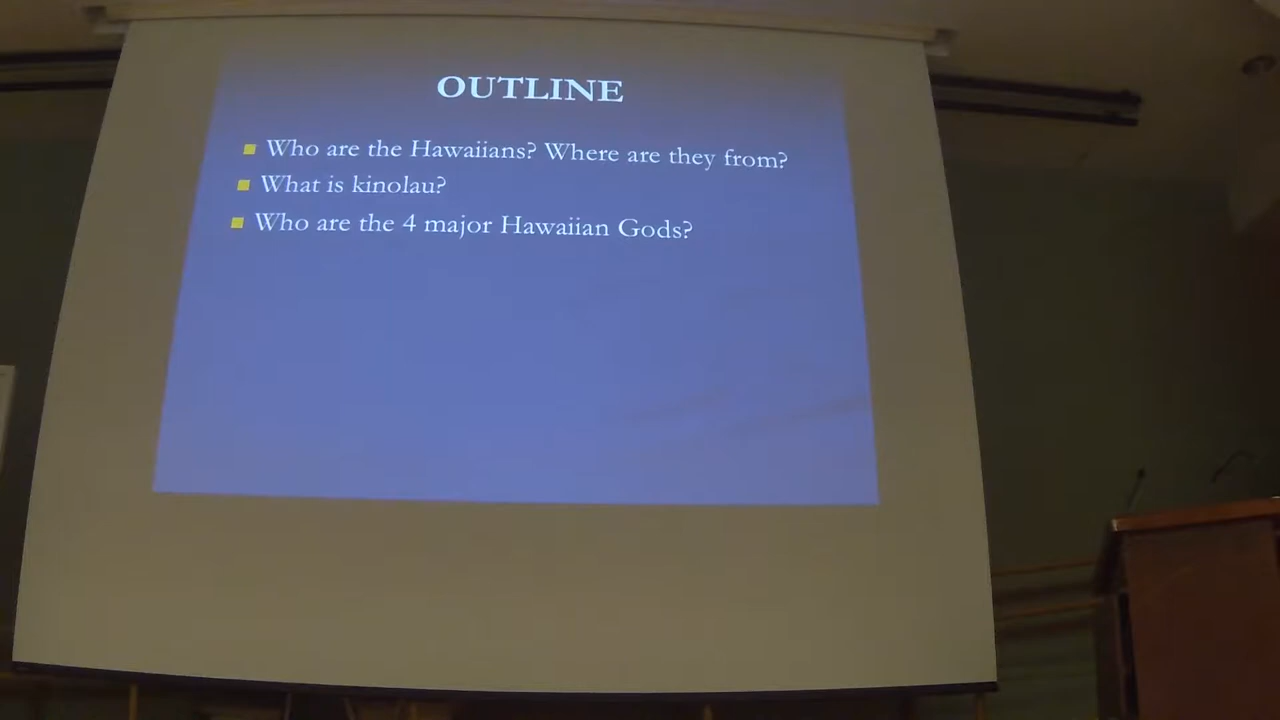 OUTLINE
Who are the Hawaiians? Where are they from?
What is kinolau?
Who are the 4 major Hawaiian Gods?